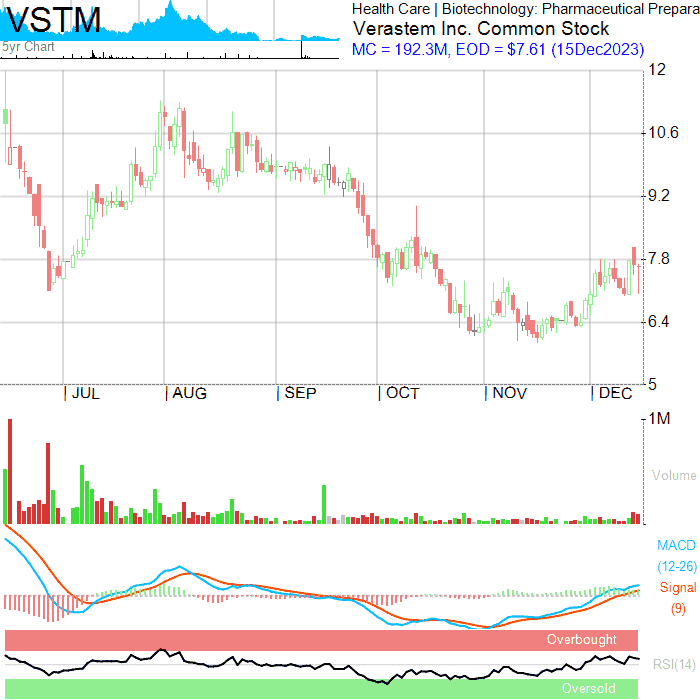 VSTM
5yr Chart
Health Care | Biotechnology: Pharmaceutical Prepara
Verastem Inc. Common Stock
MC = 192.3M, EOD = $7.61 (15Dec2023)
12
10.6
9.2
7.8
6.4
5
JUL AUG SEP OCT NOV DEC
1M
Volume
MACD
(12-26)
Signal
(9)
Overbought
RSI(14)
Oversold